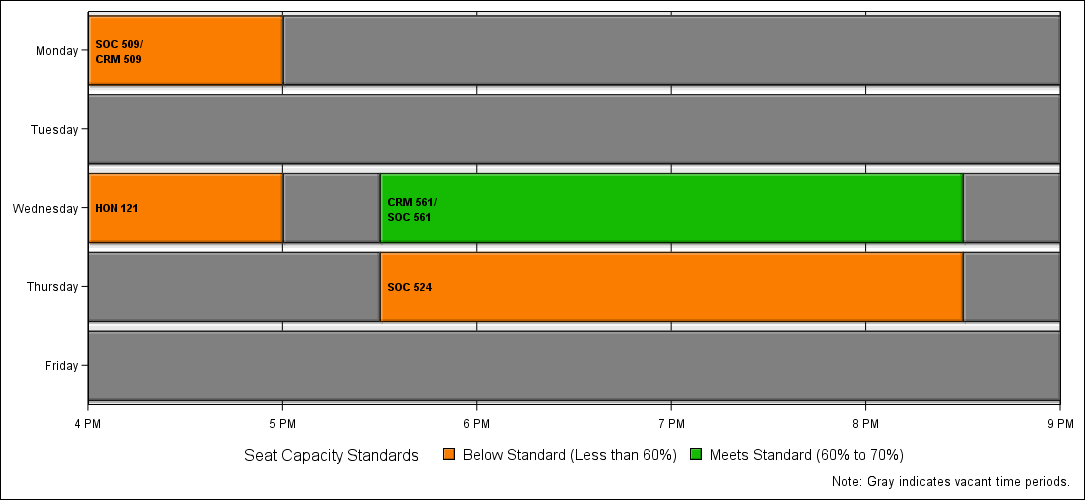 Monday
SOC 509/
CRM 509
Tuesday
Wednesday
HON 121
CRM 561/
SOC 561
Thursday
SOC 524
Friday
4 PM 5 PM 6 PM 7 PM 8 PM 9 PM
Seat Capacity Standards Below Standard (Less than 60%) Meets Standard (60% to 70%)
Note: Gray indicates vacant time periods.